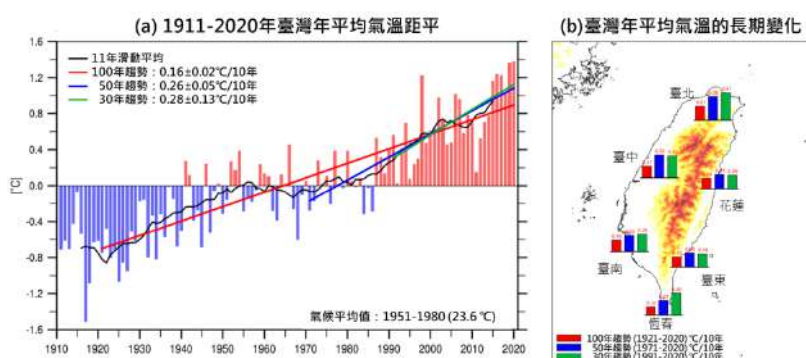 (a) 1911-2020年臺灣年平均氣溫距平
1.6
1.2
0.8
0.4
0.0
-0.4
-0.8
-1.2
-1.6
[℃]
11年滑動平均
100年趨勢：0.16±0.02℃/10年
50年趨勢：0.26±0.05℃/10年
30年趨勢：0.28±0.13℃/10年
氣候平均值：1951-1980 (23.6 ℃)
1910 1920 1930 1940 1950 1960 1970 1980 1990 2000 2010 2020
(b)臺灣年平均氣溫的長期變化
臺北
臺中
花蓮
臺南
臺東
恆春
100年趨勢 (1921-2020) ℃/10年
50年趨勢 (1971-2020) ℃/10年